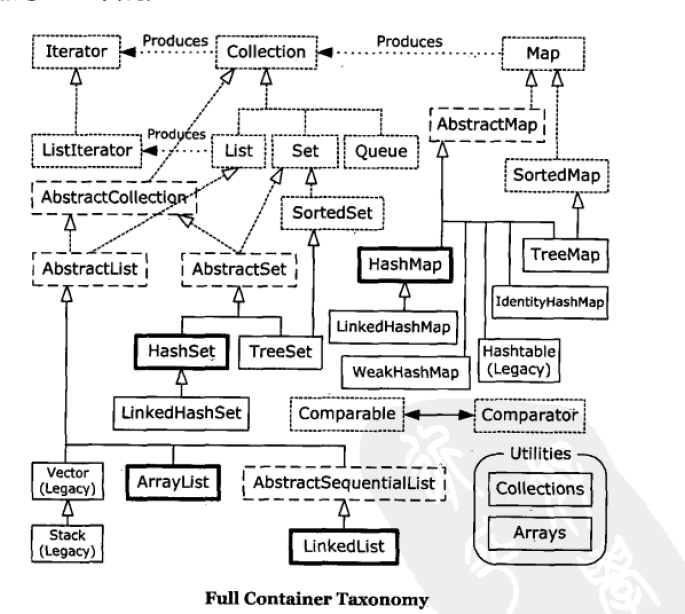 Produces
Produces
Iterator
Collection
Map
AbstractMap
Produces
ListIterator
List
Set
Queue
SortedMap
AbstractCollection
SortedSet
AbstractList
AbstractSet
HashMap
TreeMap
IdentityHashMap
LinkedHashMap
HashSet
TreeSet
WeakHashMap
Hashtable
(Legacy)
LinkedHashSet
Comparable
Comparator
Utilities
Vector
(Legacy)
ArrayList
AbstractSequentialList
Collections
Stack
(Legacy)
LinkedList
Arrays
Full Container Taxonomy